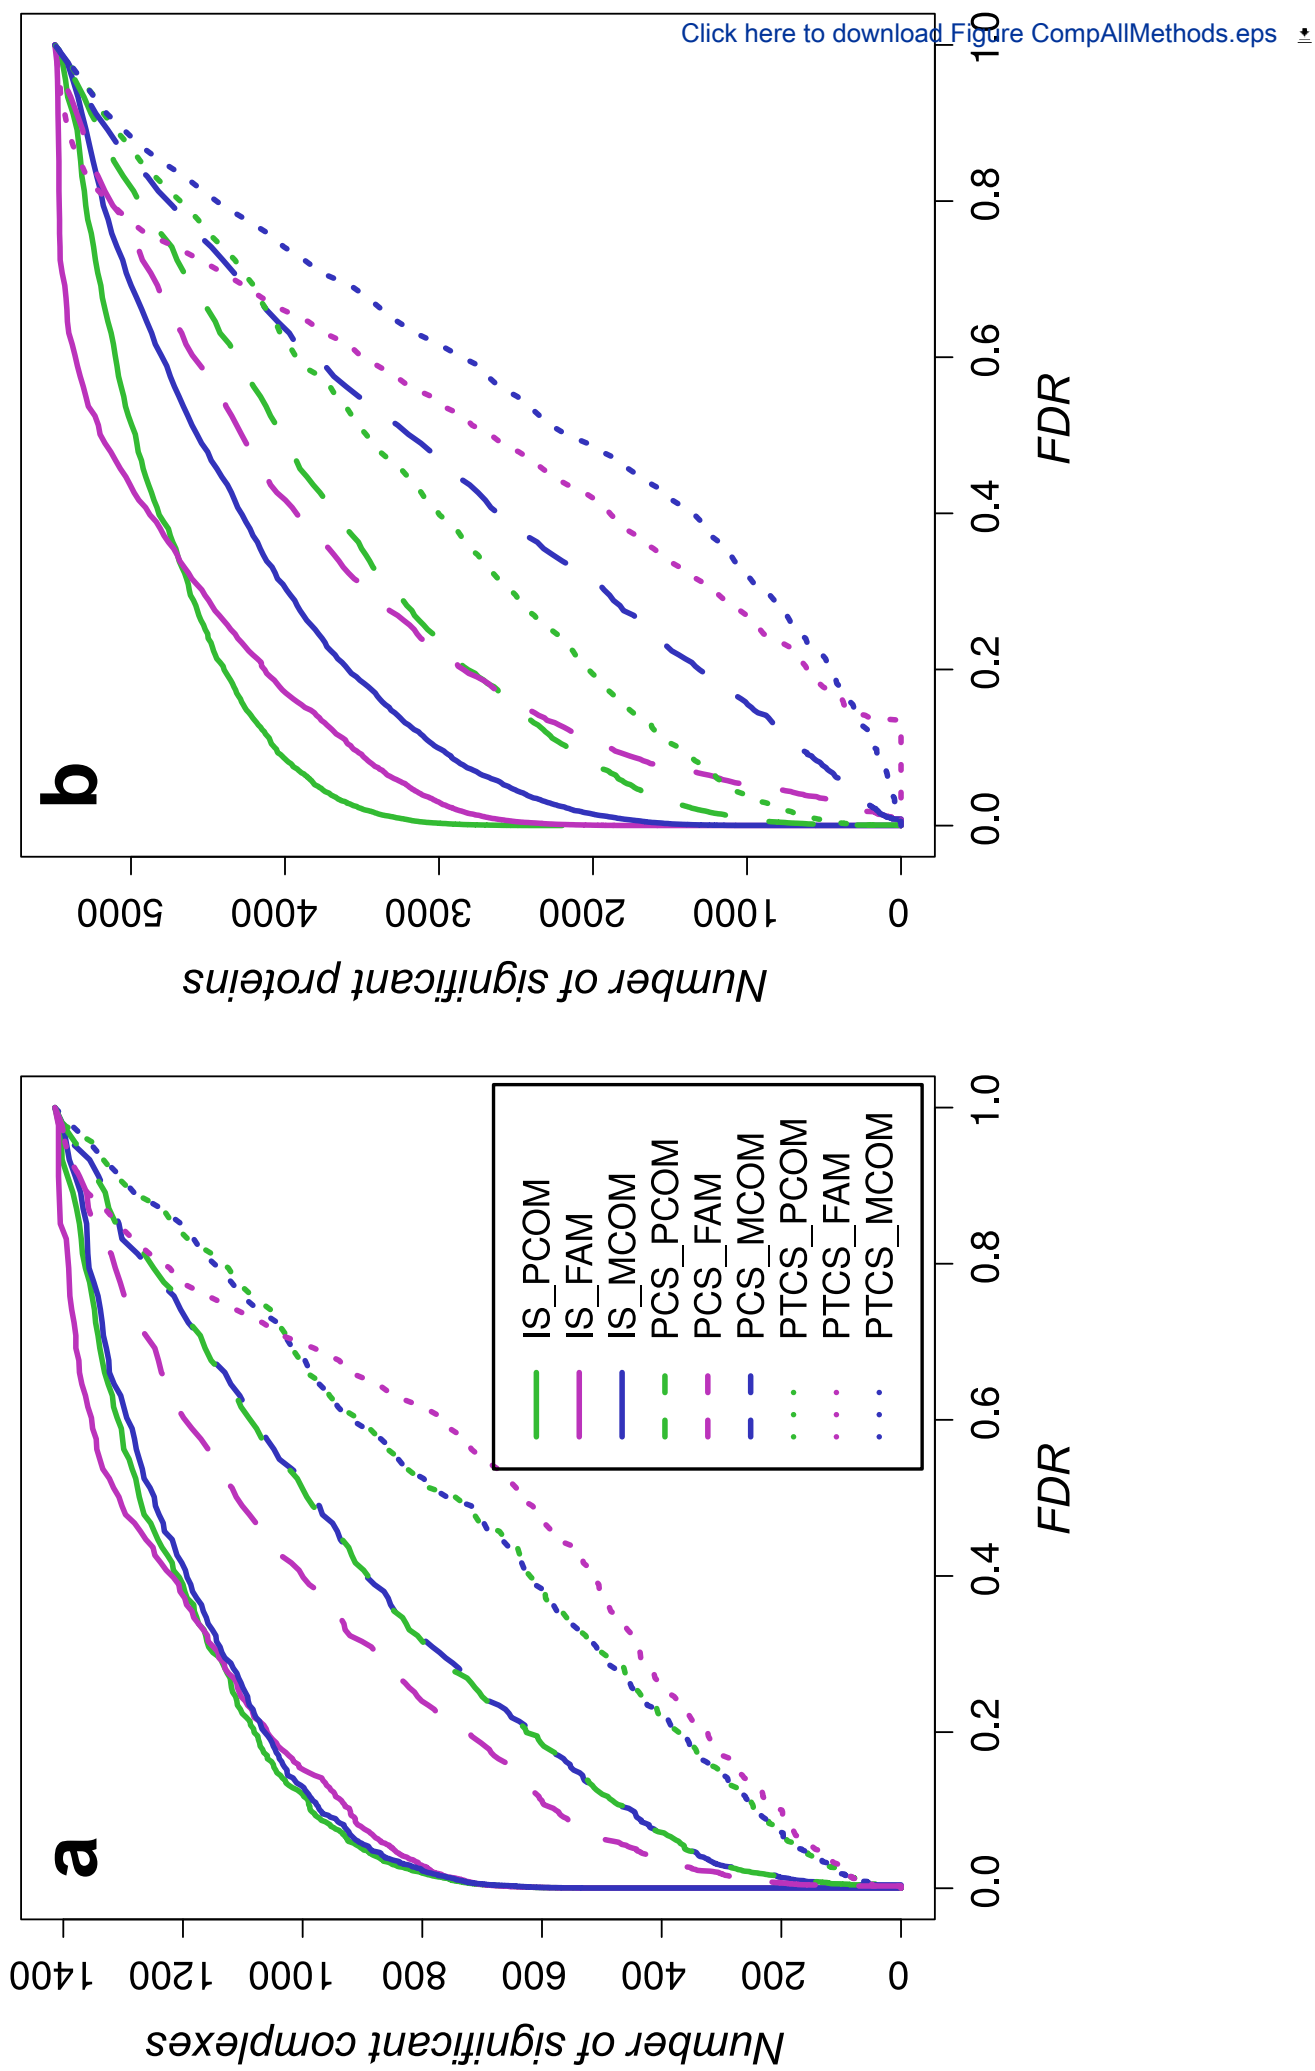 Click here to download Figure CompAllMethods.eps
a
Number of significant complexes
0
200
400
600
800
1000
1200
1400
0.0
0.2
0.4
0.6
0.8
1.0
FDR
IS_PCOM
IS_FAM
IS_MCOM
PCS_PCOM
PCS_FAM
PCS_MCOM
PTCS_PCOM
PTCS_FAM
PTCS_MCOM
b
Number of significant proteins
0
1000
2000
3000
4000
5000
0.0
0.2
0.4
0.6
0.8
1.0
FDR